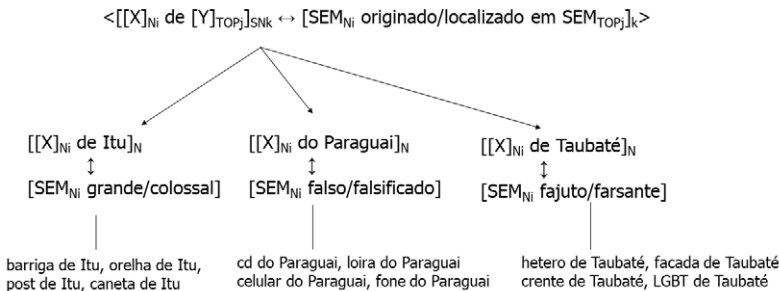 <[[X]Ni de [Y]TOPj]SNk ↔ [SEMNi originado/localizado em SEMTOPj]k>
[[X]Ni de Itu]N
[[X]Ni do Paraguai]N
[[X]Ni de Taubaté]N
↕
↕
↕
[SEMNi grande/colossal]
[SEMNi falso/falsificado]
[SEMNi fajuto/farsante]
barriga de Itu, orelha de Itu,
post de Itu, caneta de Itu
cd do Paraguai, loira do Paraguai
celular do Paraguai, fone do Paraguai
hetero de Taubaté, facada de Taubaté
crente de Taubaté, LGBT de Taubaté